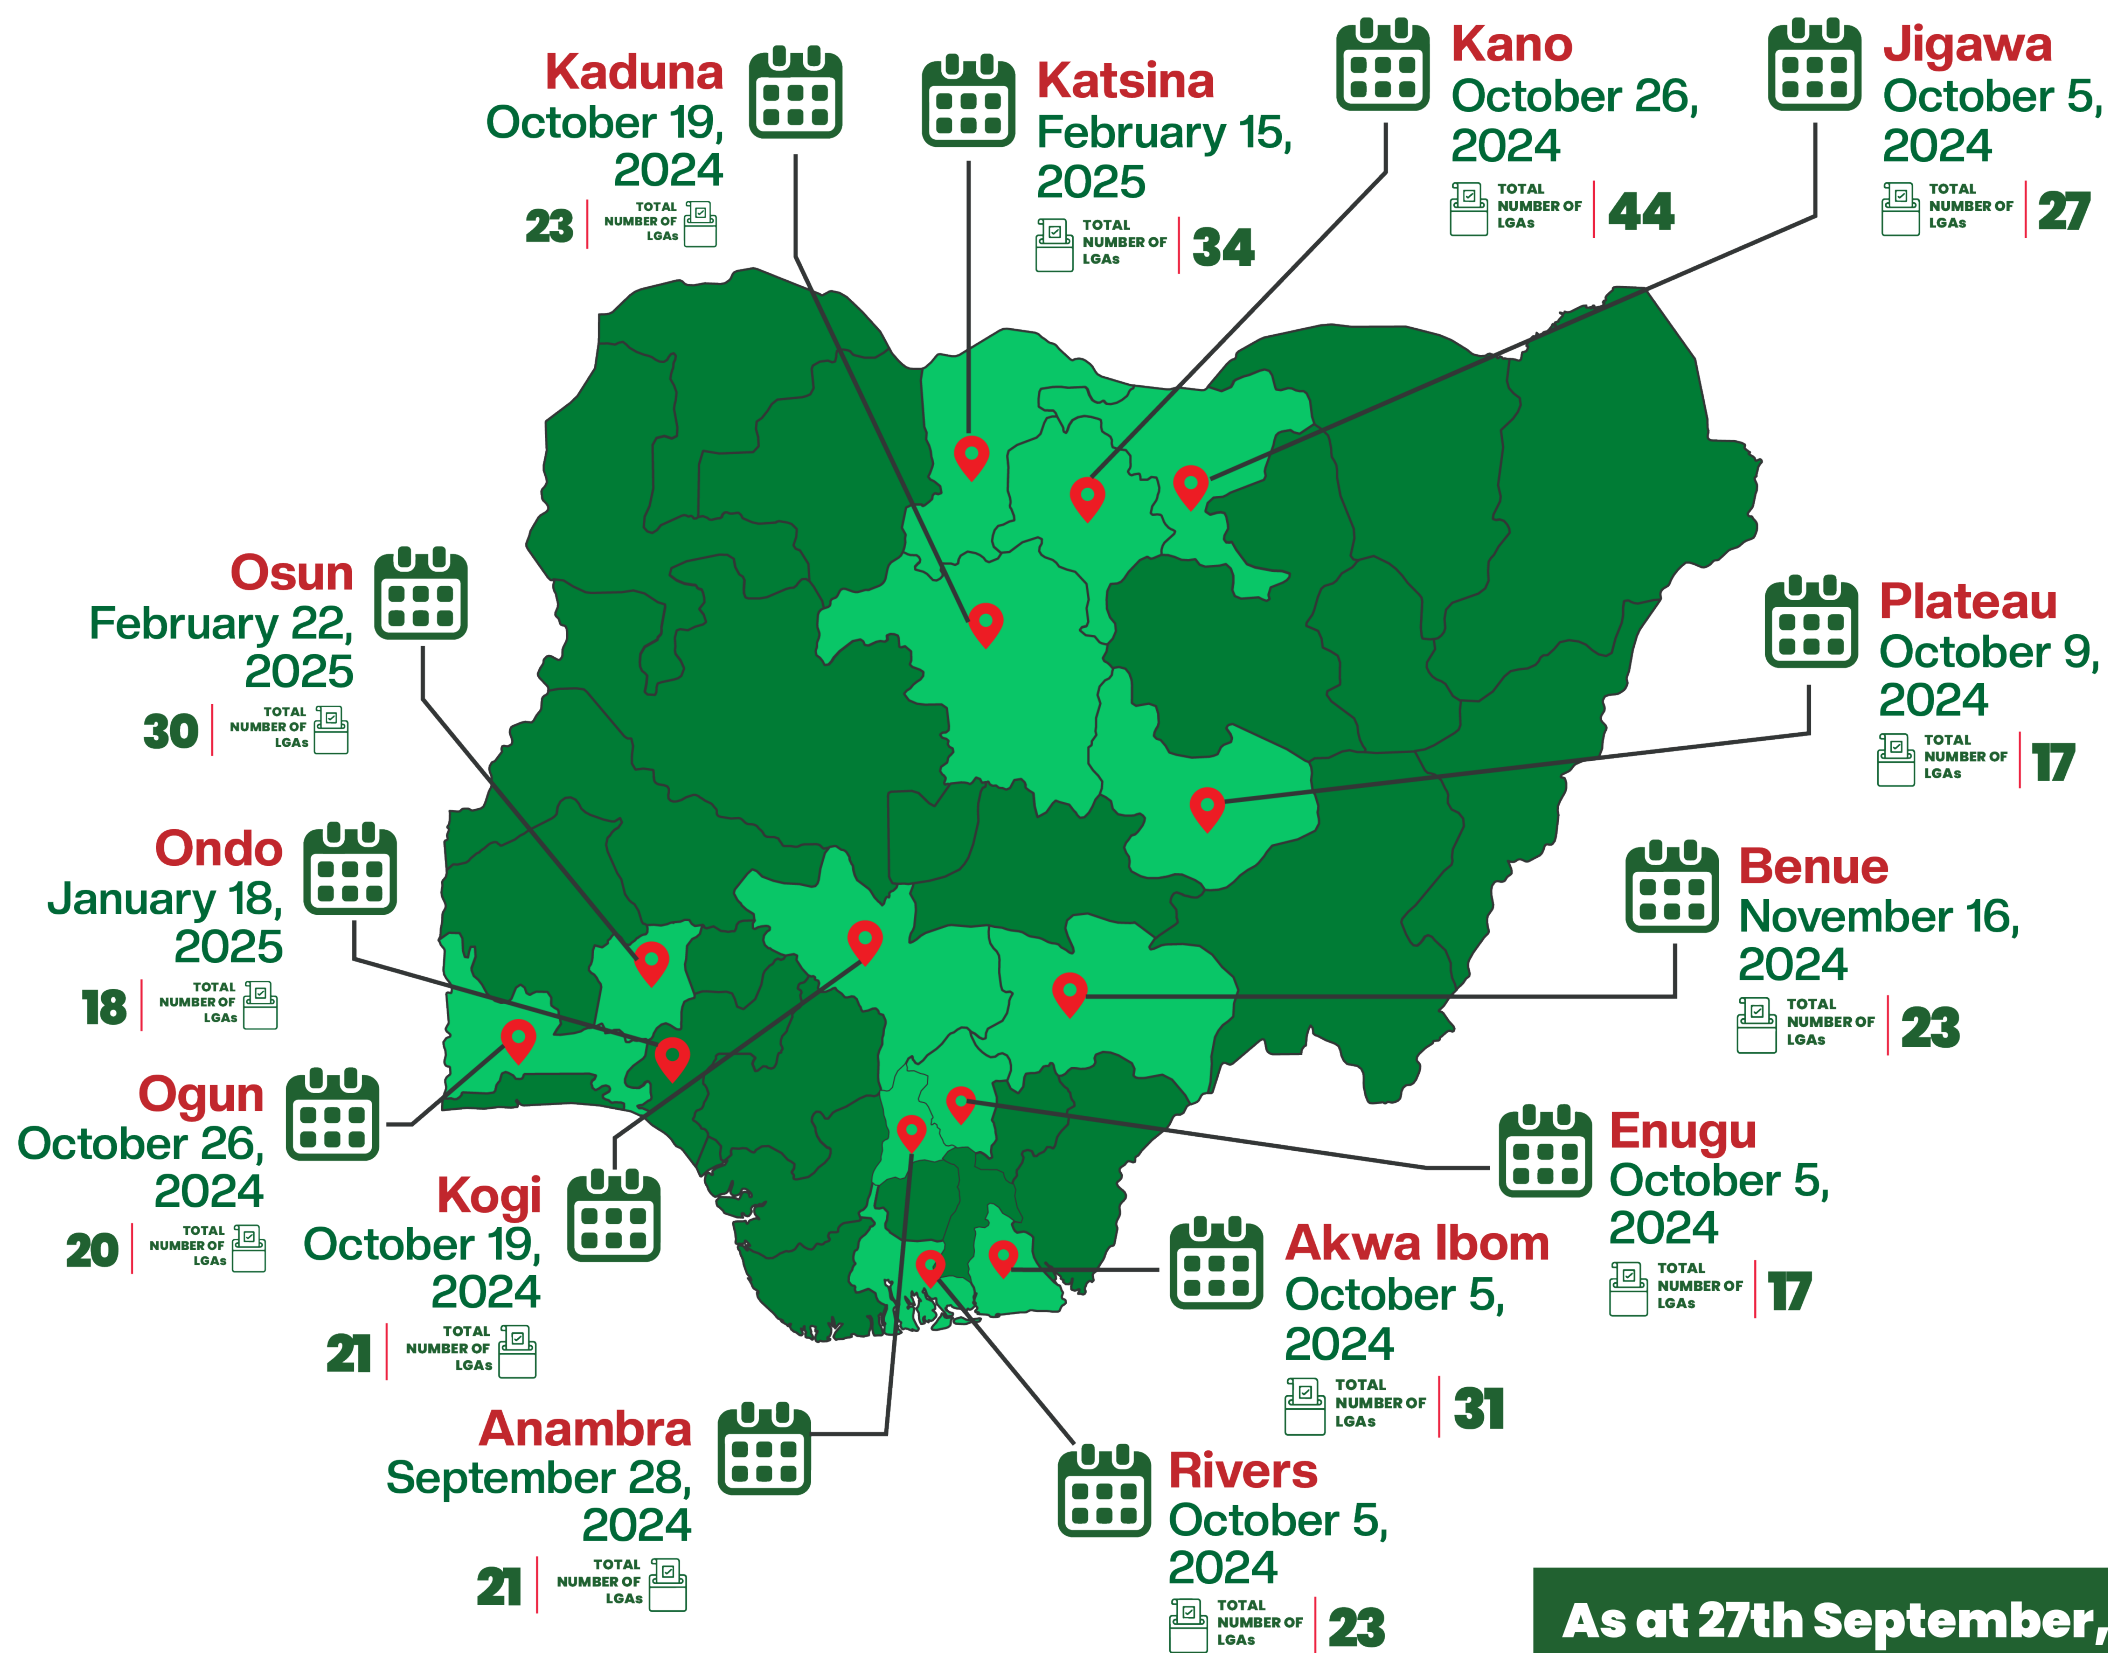 Kaduna
October 19,
2024
23
TOTAL
NUMBER OF
LGAs
Katsina
February 15,
2025
TOTAL
NUMBER OF
LGAs
34
Kano
October 26,
2024
TOTAL
NUMBER OF
LGAs
44
Jigawa
October 5,
2024
TOTAL
NUMBER OF
LGAs
27
Osun
February 22,
2025
30
TOTAL
NUMBER OF
LGAs
Plateau
October 9,
2024
TOTAL
NUMBER OF
LGAs
17
Ondo
January 18,
2025
18
TOTAL
NUMBER OF
LGAs
Benue
November 16,
2024
TOTAL
NUMBER OF
LGAs
23
Ogun
October 26,
2024
20
TOTAL
NUMBER OF
LGAs
Kogi
October 19,
2024
21
TOTAL
NUMBER OF
LGAs
Enugu
October 5,
2024
TOTAL
NUMBER OF
LGAs
17
Akwa Ibom
October 5,
2024
TOTAL
NUMBER OF
LGAs
31
Anambra
September 28,
2024
21
TOTAL
NUMBER OF
LGAs
Rivers
October 5,
2024
TOTAL
NUMBER OF
LGAs
23
As at 27th September,